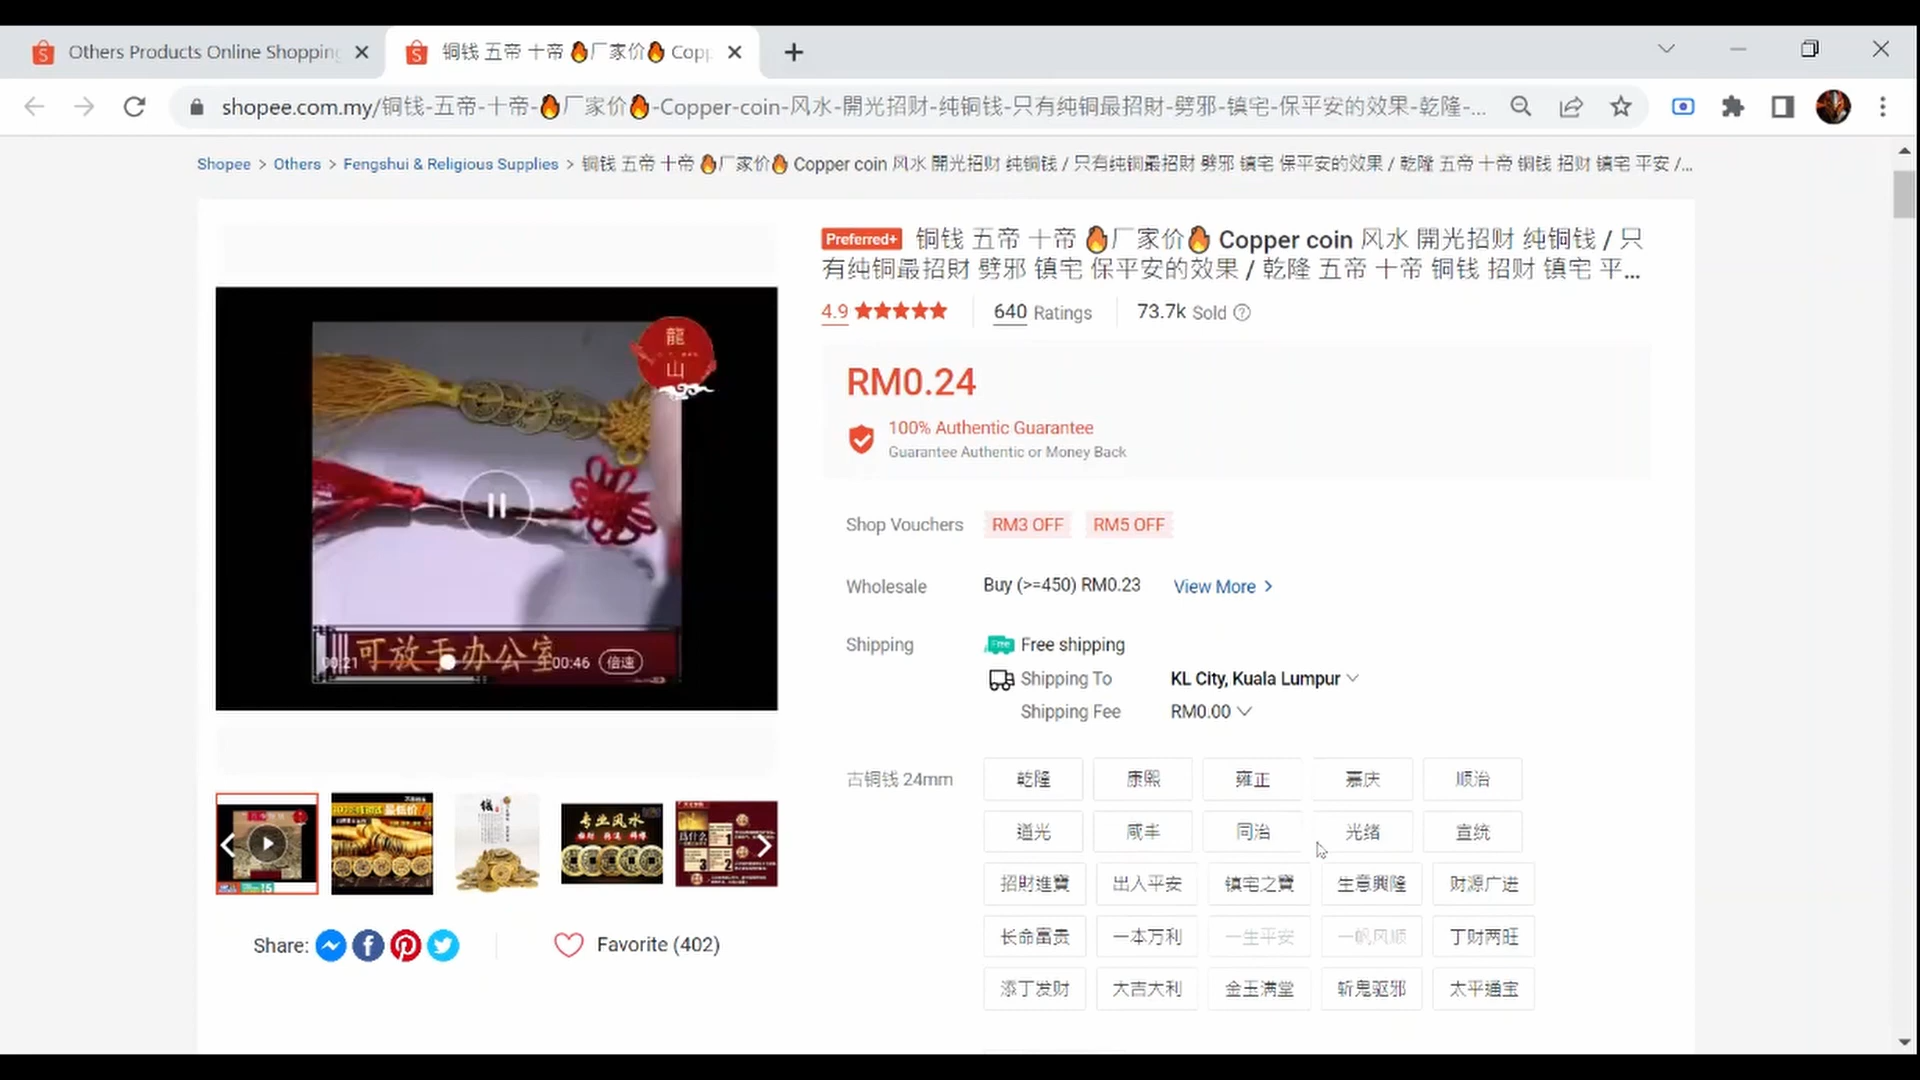 Others Products Online Shopping
铜钱 五帝 十帝 🔥厂家价🔥 Copp
shopee.com.my/铜钱-五帝-十帝-🔥厂家价🔥-Copper-coin-风水-開光招财-纯铜钱-只有纯铜最招財-劈邪-镇宅-保平安的效果-乾隆-...
Shopee > Others > Fengshui & Religious Supplies > 铜钱 五帝 十帝 🔥厂家价🔥 Copper coin 风水 開光招财 纯铜钱 / 只有纯铜最招財 劈邪 镇宅 保平安的效果 / 乾隆 五帝 十帝 铜钱 招财 镇宅 平安 /...
Preferred+ 铜钱 五帝 十帝 🔥厂家价🔥 Copper coin 风水 開光招财 纯铜钱 / 只
有纯铜最招財 劈邪 镇宅 保平安的效果 / 乾隆 五帝 十帝 铜钱 招财 镇宅 平...
4.9 640 Ratings 73.7k Sold
RM0.24
100% Authentic Guarantee
Guarantee Authentic or Money Back
龍
山
可放于办公室
00:21 00:46 倍速
Shop Vouchers RM3 OFF RM5 OFF
Wholesale Buy (>=450) RM0.23 View More >
Shipping Free Free shipping
Shipping To KL City, Kuala Lumpur
Shipping Fee RM0.00
古铜钱 24mm 乾隆 康熙 雍正 嘉庆 顺治
道光 咸丰 同治 光绪 宣统
招財進寶 出入平安 镇宅之寶 生意興隆 财源广进
长命富贵 一本万利 一生平安 一帆风顺 丁财两旺
添丁发财 大吉大利 金玉满堂 斩鬼驱邪 太平通宝
专业风水
Share: Favorite (402)